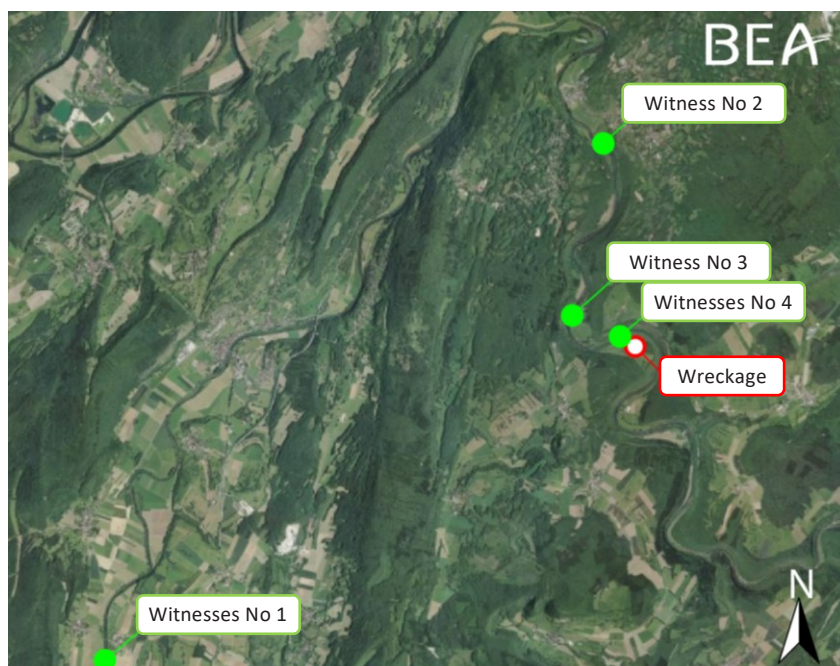 BEA
Witness No 2
Witness No 3
Witnesses No 4
Wreckage
Witnesses No 1
N